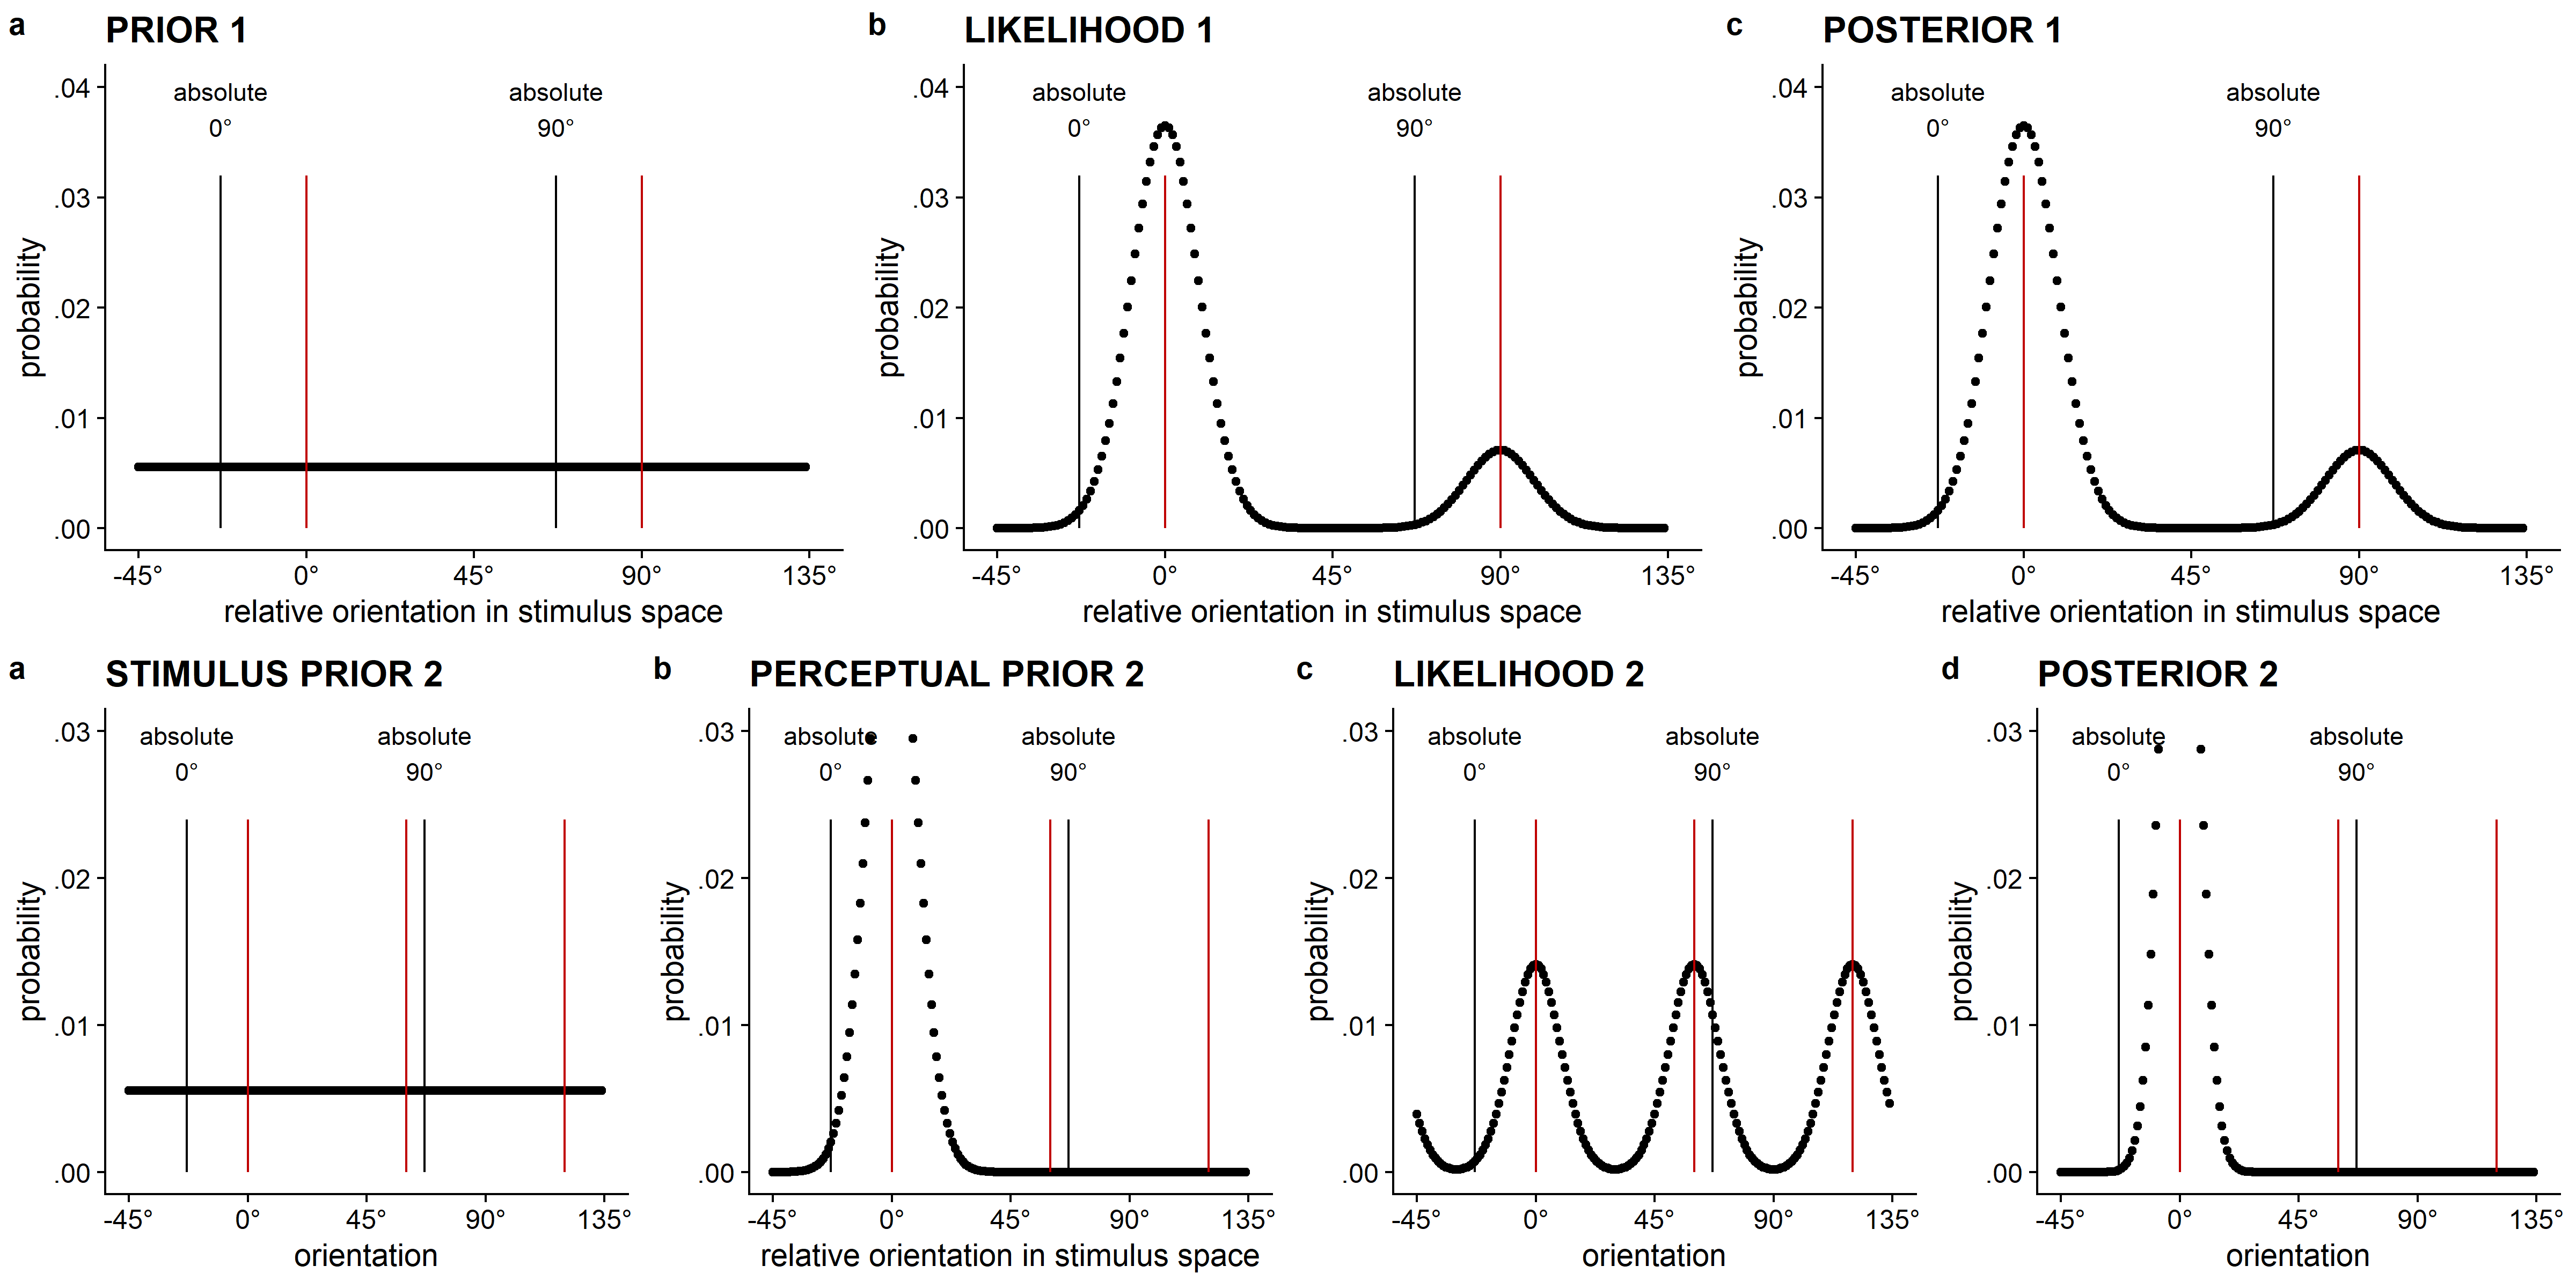 a PRIOR 1
.04
.03
.02
.01
.00
probability
absolute 0°
absolute 90°
-45° 0° 45° 90° 135°
relative orientation in stimulus space
b LIKELIHOOD 1
.04
.03
.02
.01
.00
probability
absolute 0°
absolute 90°
-45° 0° 45° 90° 135°
relative orientation in stimulus space
c POSTERIOR 1
.04
.03
.02
.01
.00
probability
absolute 0°
absolute 90°
-45° 0° 45° 90° 135°
relative orientation in stimulus space
a STIMULUS PRIOR 2
.03
.02
.01
.00
probability
absolute 0°
absolute 90°
-45° 0° 45° 90° 135°
orientation
b PERCEPTUAL PRIOR 2
.03
.02
.01
.00
probability
absolute 0°
absolute 90°
-45° 0° 45° 90° 135°
relative orientation in stimulus space
c LIKELIHOOD 2
.03
.02
.01
.00
probability
absolute 0°
absolute 90°
-45° 0° 45° 90° 135°
orientation
d POSTERIOR 2
.03
.02
.01
.00
probability
absolute 0°
absolute 90°
-45° 0° 45° 90° 135°
orientation